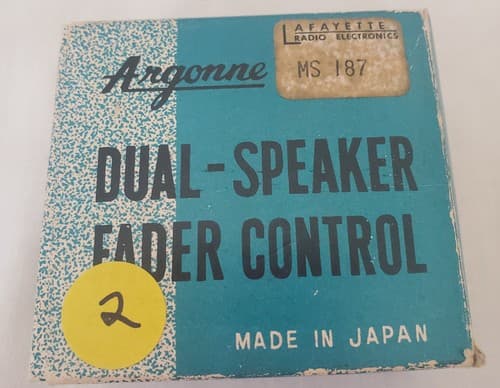 LAFAYETTE
RADIO ELECTRONICS
MS 187
Argonne
DUAL-SPEAKER
FADER CONTROL
2
MADE IN JAPAN